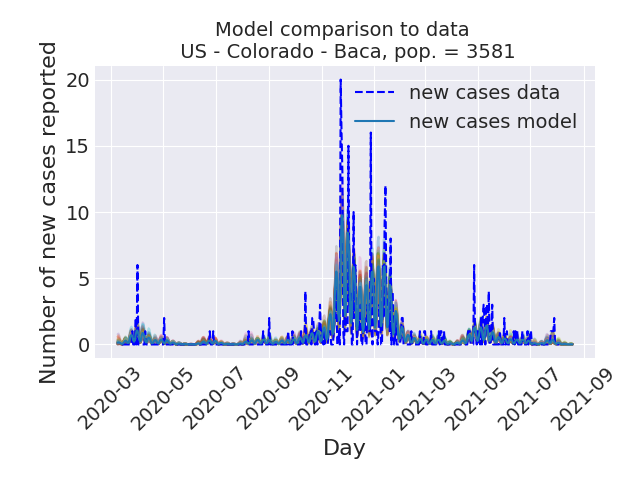 Model comparison to data
US - Colorado - Baca, pop. = 3581
Number of new cases reported
20
15
10
5
0
new cases data
new cases model
2020-03
2020-05
2020-07
2020-09
2020-11
2021-01
2021-03
2021-05
2021-07
2021-09
Day